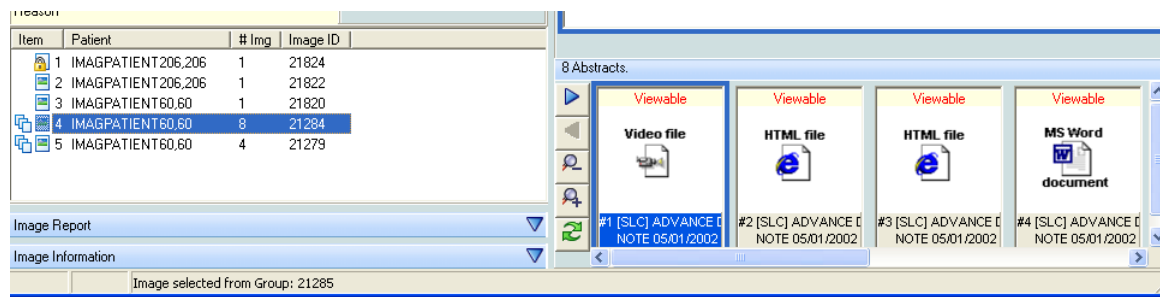 Reason
Item Patient # Img Image ID
1 IMAGPATIENT206,206 1 21824
2 IMAGPATIENT206,206 1 21822
3 IMAGPATIENT60,60 1 21820
4 IMAGPATIENT60,60 8 21284
5 IMAGPATIENT60,60 4 21279
Image Report
Image Information
Image selected from Group: 21285
8 Abstracts.
Viewable
Video file
#1 [SLC] ADVANCE D
NOTE 05/01/2002
Viewable
HTML file
#2 [SLC] ADVANCE D
NOTE 05/01/2002
Viewable
HTML file
#3 [SLC] ADVANCE D
NOTE 05/01/2002
Viewable
MS Word
W
document
#4 [SLC] ADVANCE D
NOTE 05/01/2002